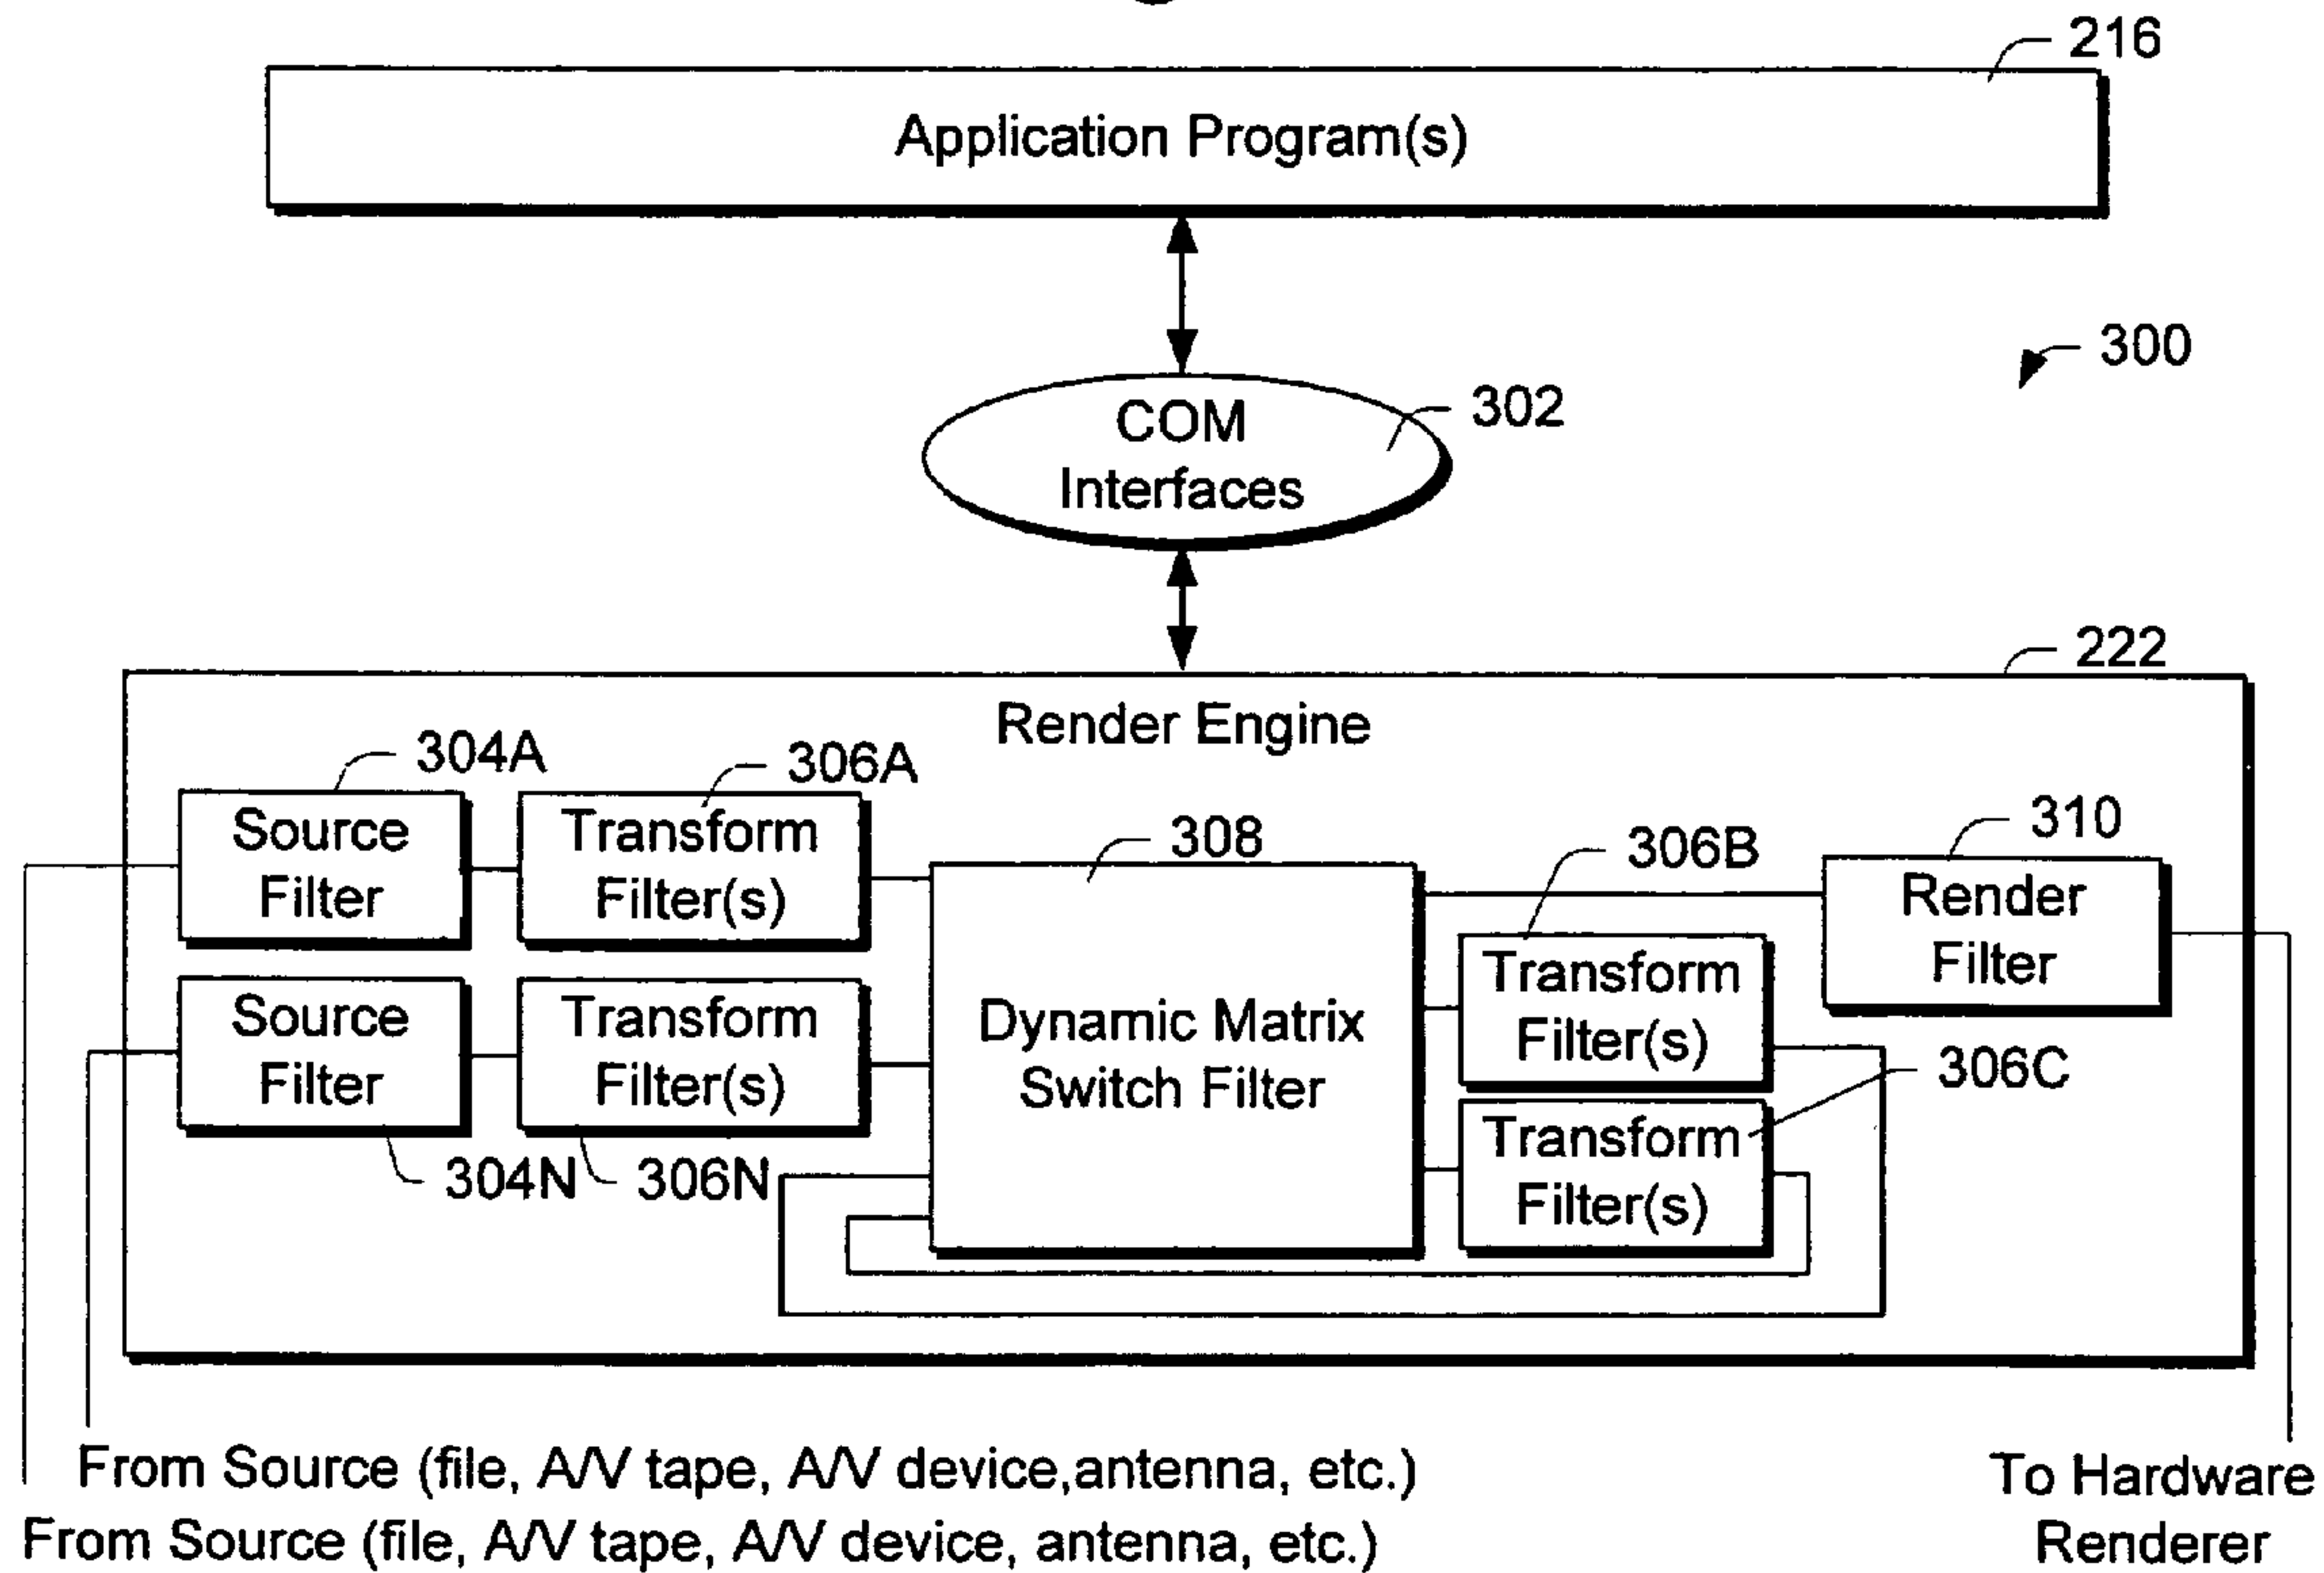 216
Application Program(s)
300
COM
Interfaces
302
222
Render Engine
304A
306A
308
306B
310
Source
Filter
Transform
Filter(s)
Render
Filter
Source
Filter
Transform
Filter(s)
Dynamic Matrix
Switch Filter
Transform
Filter(s)
306C
Transform
Filter(s)
304N
306N
From Source (file, A/V tape, A/V device,antenna, etc.)
From Source (file, A/V tape, A/V device, antenna, etc.)
To Hardware
Renderer